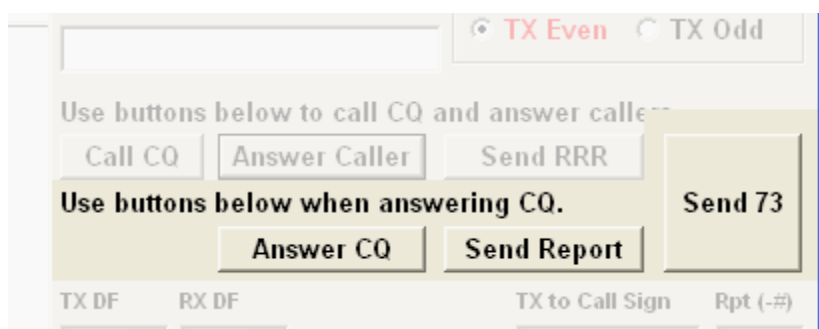 TX Even TX Odd
Use buttons below to call CQ and answer callers
Call CQ Answer Caller Send RRR
Use buttons below when answering CQ. Send 73
Answer CQ Send Report
TX DF RX DF TX to Call Sign Rpt (-#)